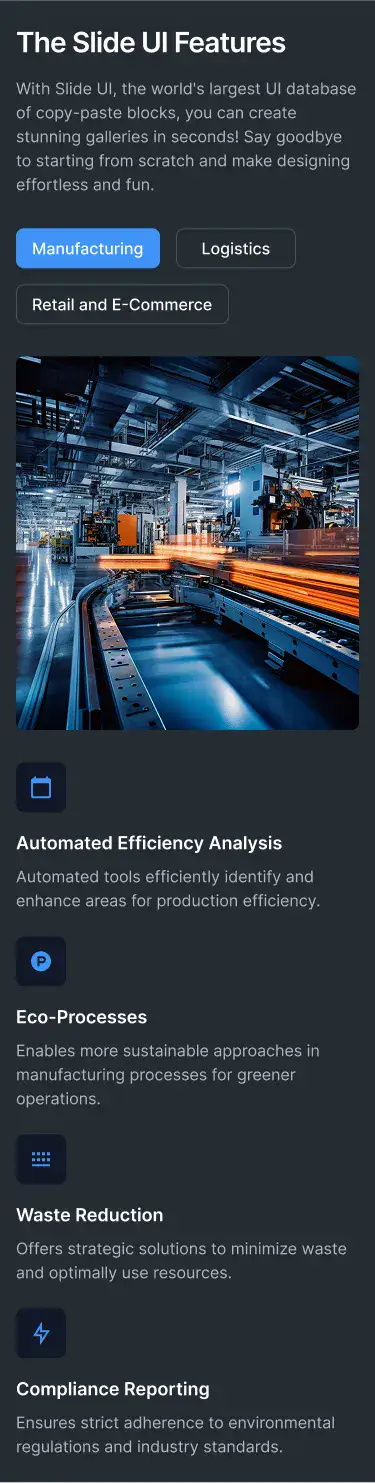 The Slide UI Features
With Slide UI, the world's largest UI database
of copy-paste blocks, you can create
stunning galleries in seconds! Say goodbye
to starting from scratch and make designing
effortless and fun.
Manufacturing
Logistics
Retail and E-Commerce
Automated Efficiency Analysis
Automated tools efficiently identify and
enhance areas for production efficiency.
Eco-Processes
Enables more sustainable approaches in
manufacturing processes for greener
operations.
Waste Reduction
Offers strategic solutions to minimize waste
and optimally use resources.
Compliance Reporting
Ensures strict adherence to environmental
regulations and industry standards.